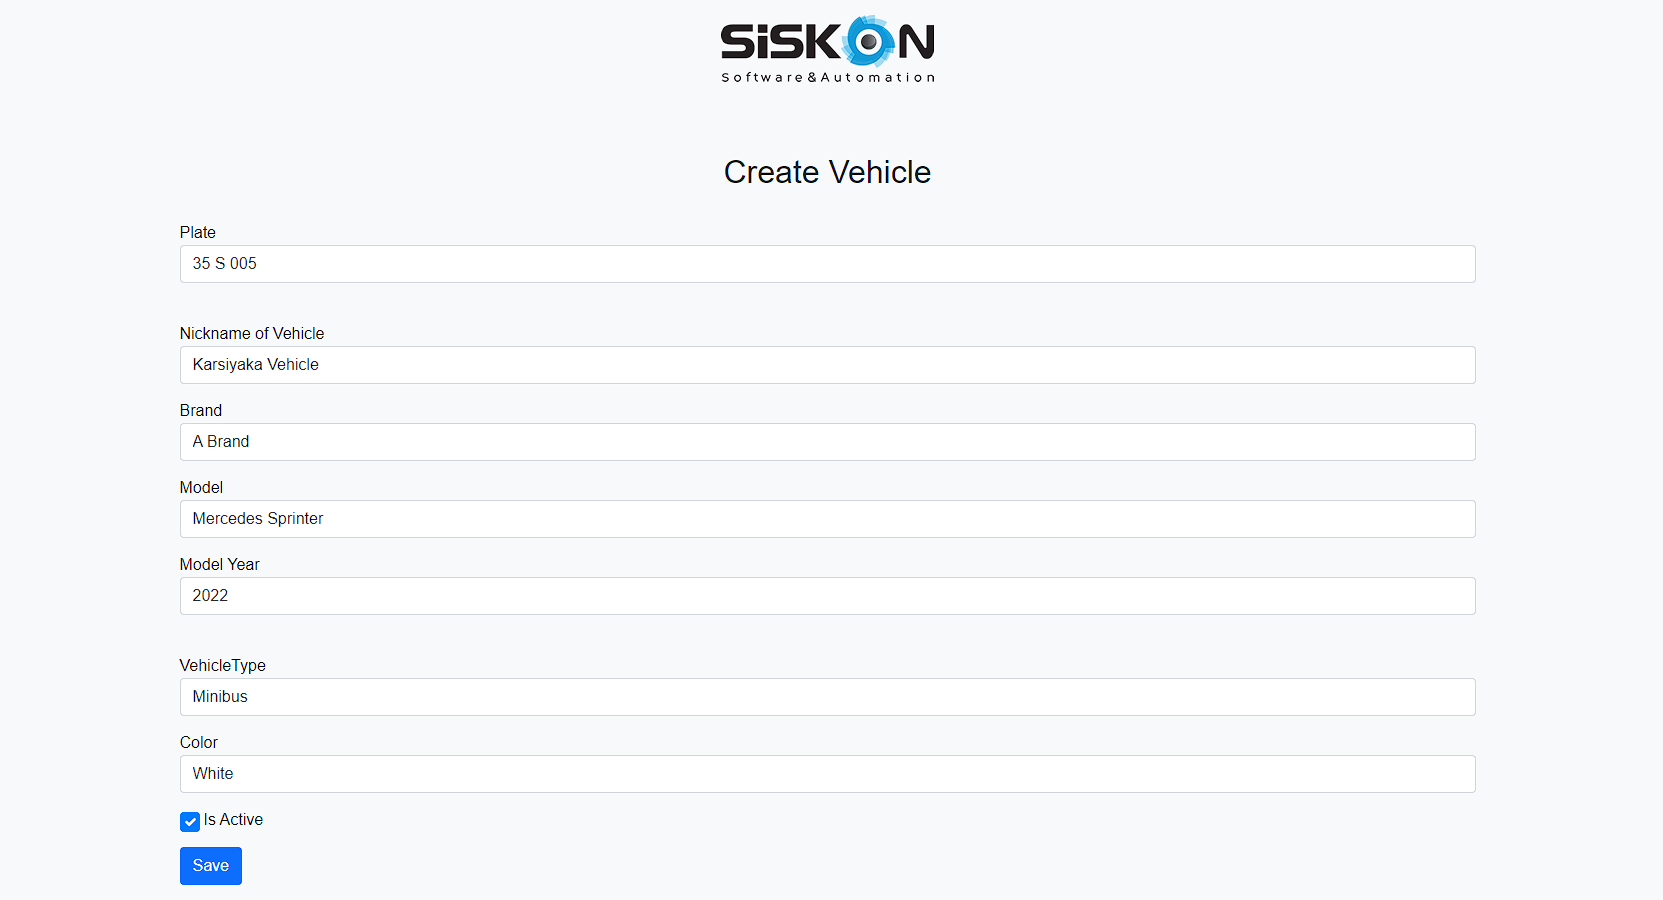 SiSKON
Software&Automation
Create Vehicle
Plate
35 S 005
Nickname of Vehicle
Karsiyaka Vehicle
Brand
A Brand
Model
Mercedes Sprinter
Model Year
2022
VehicleType
Minibus
Color
White
Is Active
Save